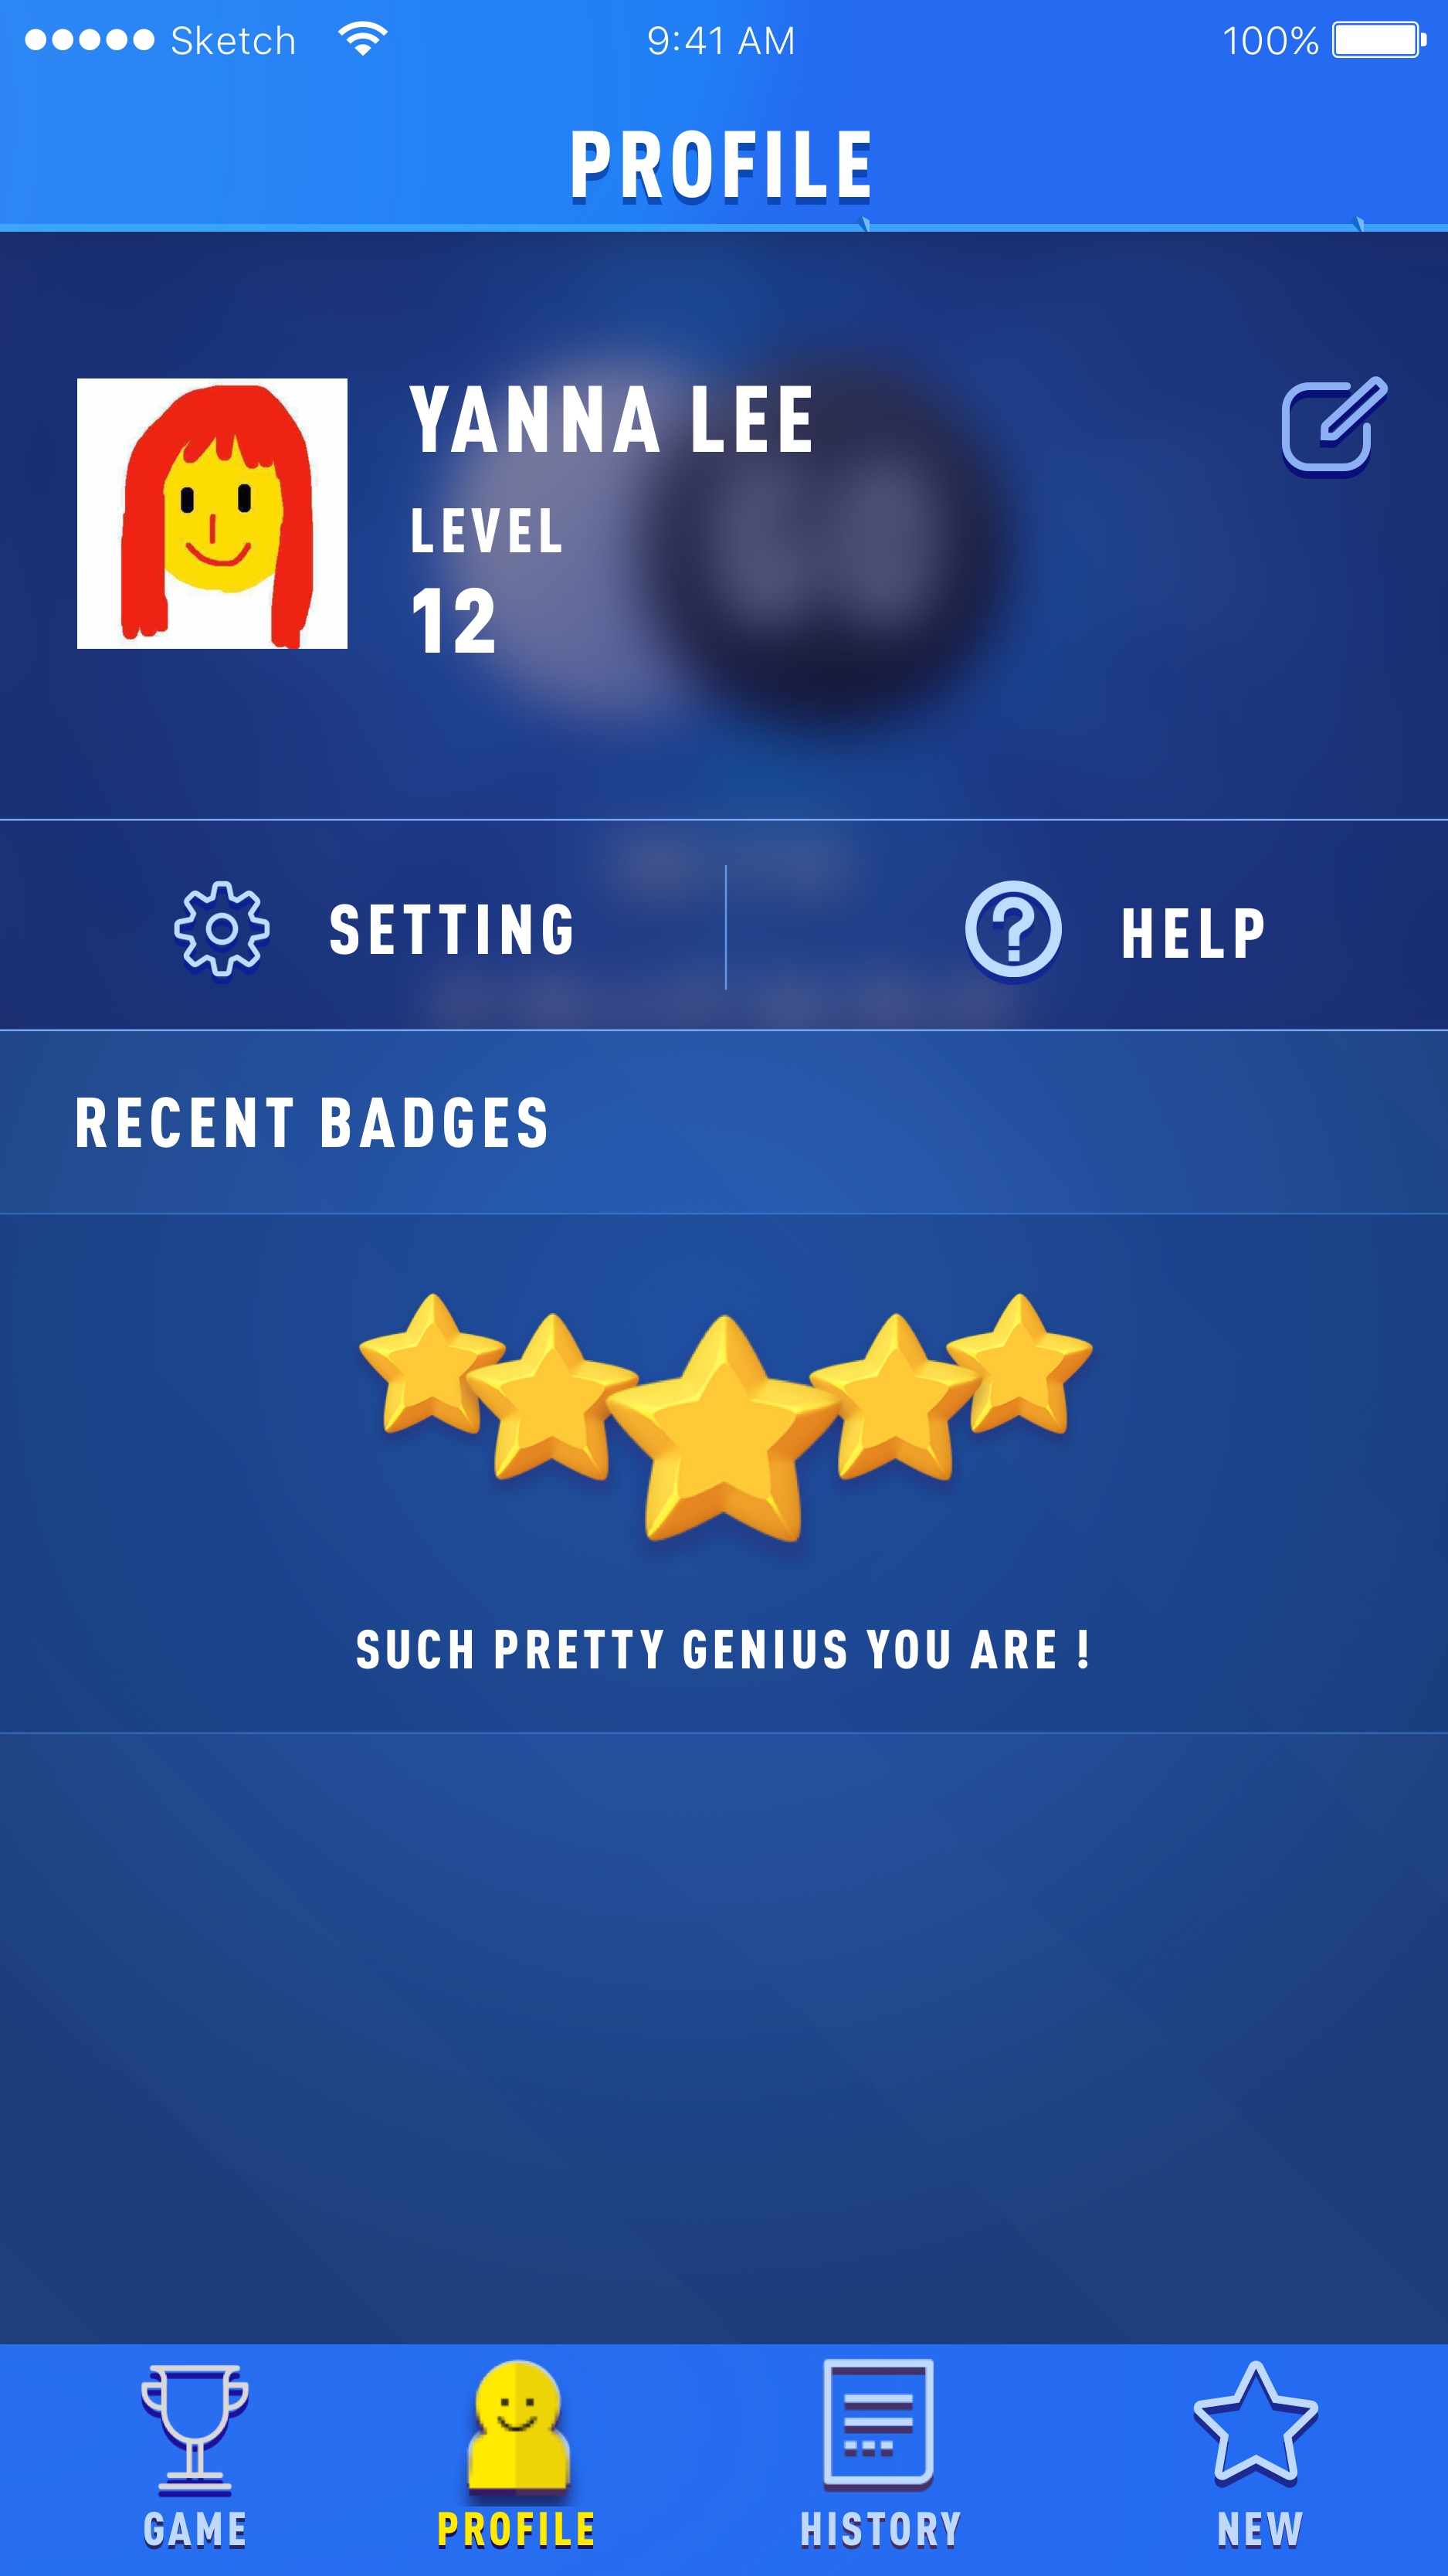 Sketch 9:41 AM 100%
PROFILE
YANNA LEE
LEVEL
12
SETTING HELP
RECENT BADGES
SUCH PRETTY GENIUS YOU ARE !
GAME PROFILE HISTORY NEW